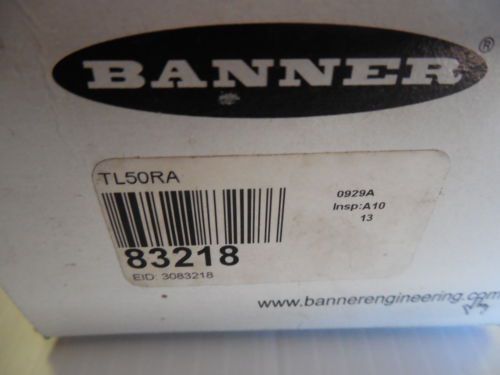 BANNER®
TL50RA
83218
EID: 3083218
0929A
Insp:A10
13
www.bannerengineering.com